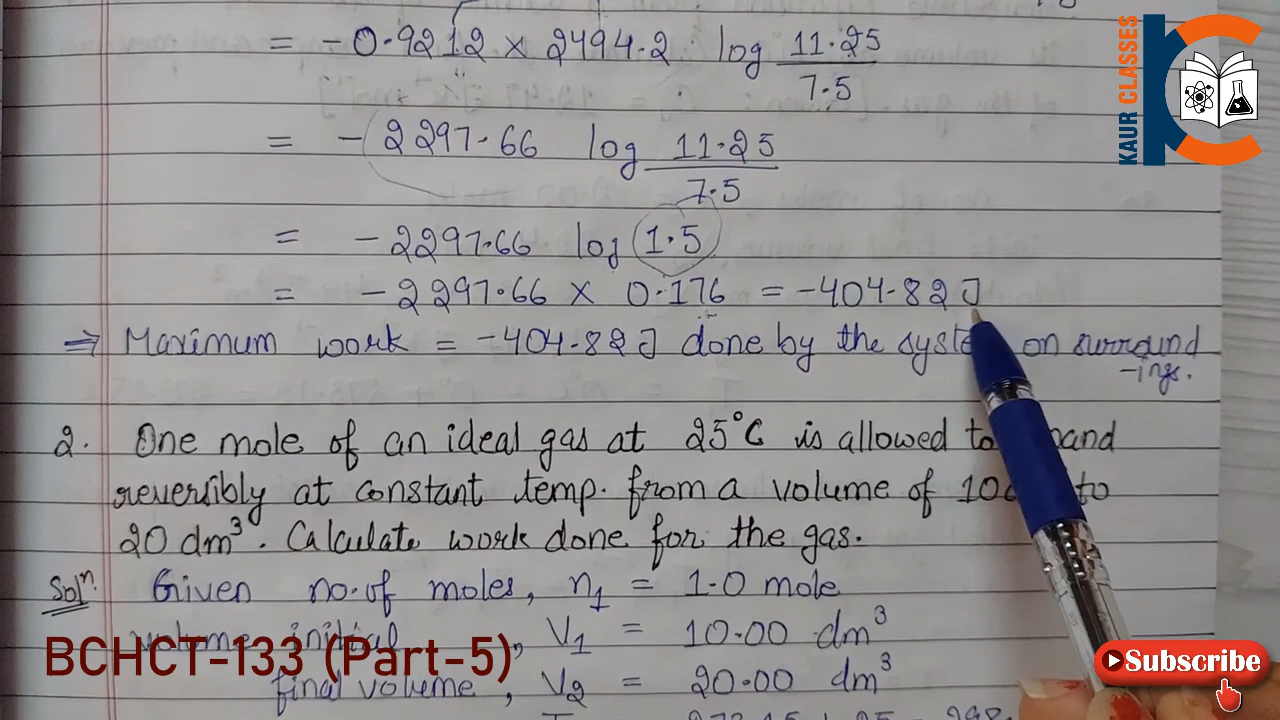 = -0.9212 × 2494.2 log 11.25/7.5
= -2297.66 log 11.25/7.5
= -2297.66 log (1.5)
= -2297.66 × 0.176 = -404.82 J
⇒ Maximum work = -404.82 J done by the on surround
-ings.
2. One mole of an ideal gas at 25°C is allowed to
reversibly at constant temp. from a volume of to
20 dm³. Calculate work done for the gas.
Solⁿ. Given no. of moles, n₁ = 1.0 mole
volume initial, V₁ = 10.00 dm³
final volume, V₂ = 20.00 dm³
KAUR CLASSES
BCHCT-133 (Part-5)
Subscribe